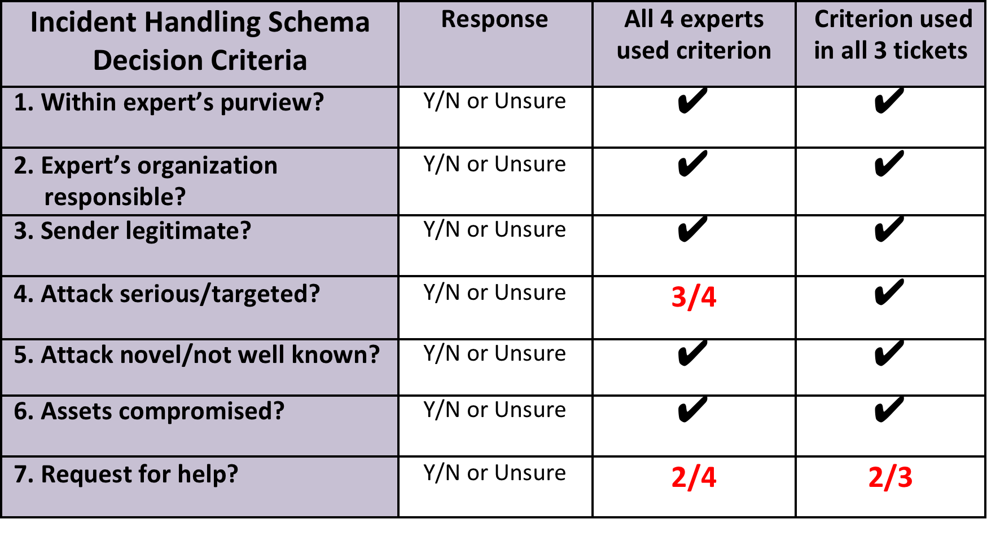 Incident Handling Schema
Decision Criteria
Response
All 4 experts
used criterion
Criterion used
in all 3 tickets
1. Within expert’s purview?
Y/N or Unsure
✔
✔
2. Expert’s organization
responsible?
Y/N or Unsure
✔
✔
3. Sender legitimate?
Y/N or Unsure
✔
✔
4. Attack serious/targeted?
Y/N or Unsure
3/4
✔
5. Attack novel/not well known?
Y/N or Unsure
✔
✔
6. Assets compromised?
Y/N or Unsure
✔
✔
7. Request for help?
Y/N or Unsure
2/4
2/3